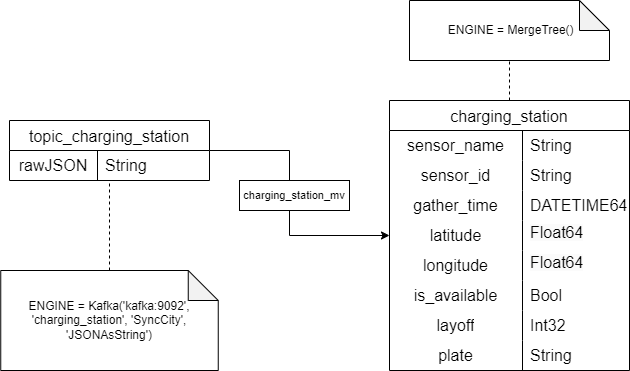 ENGINE = MergeTree()
topic_charging_station
rawJSON String
charging_station_mv
ENGINE = Kafka('kafka:9092',
'charging_station', 'SyncCity',
'JSONAsString')
charging_station
sensor_name String
sensor_id String
gather_time DATETIME64
latitude Float64
longitude Float64
is_available Bool
layoff Int32
plate String